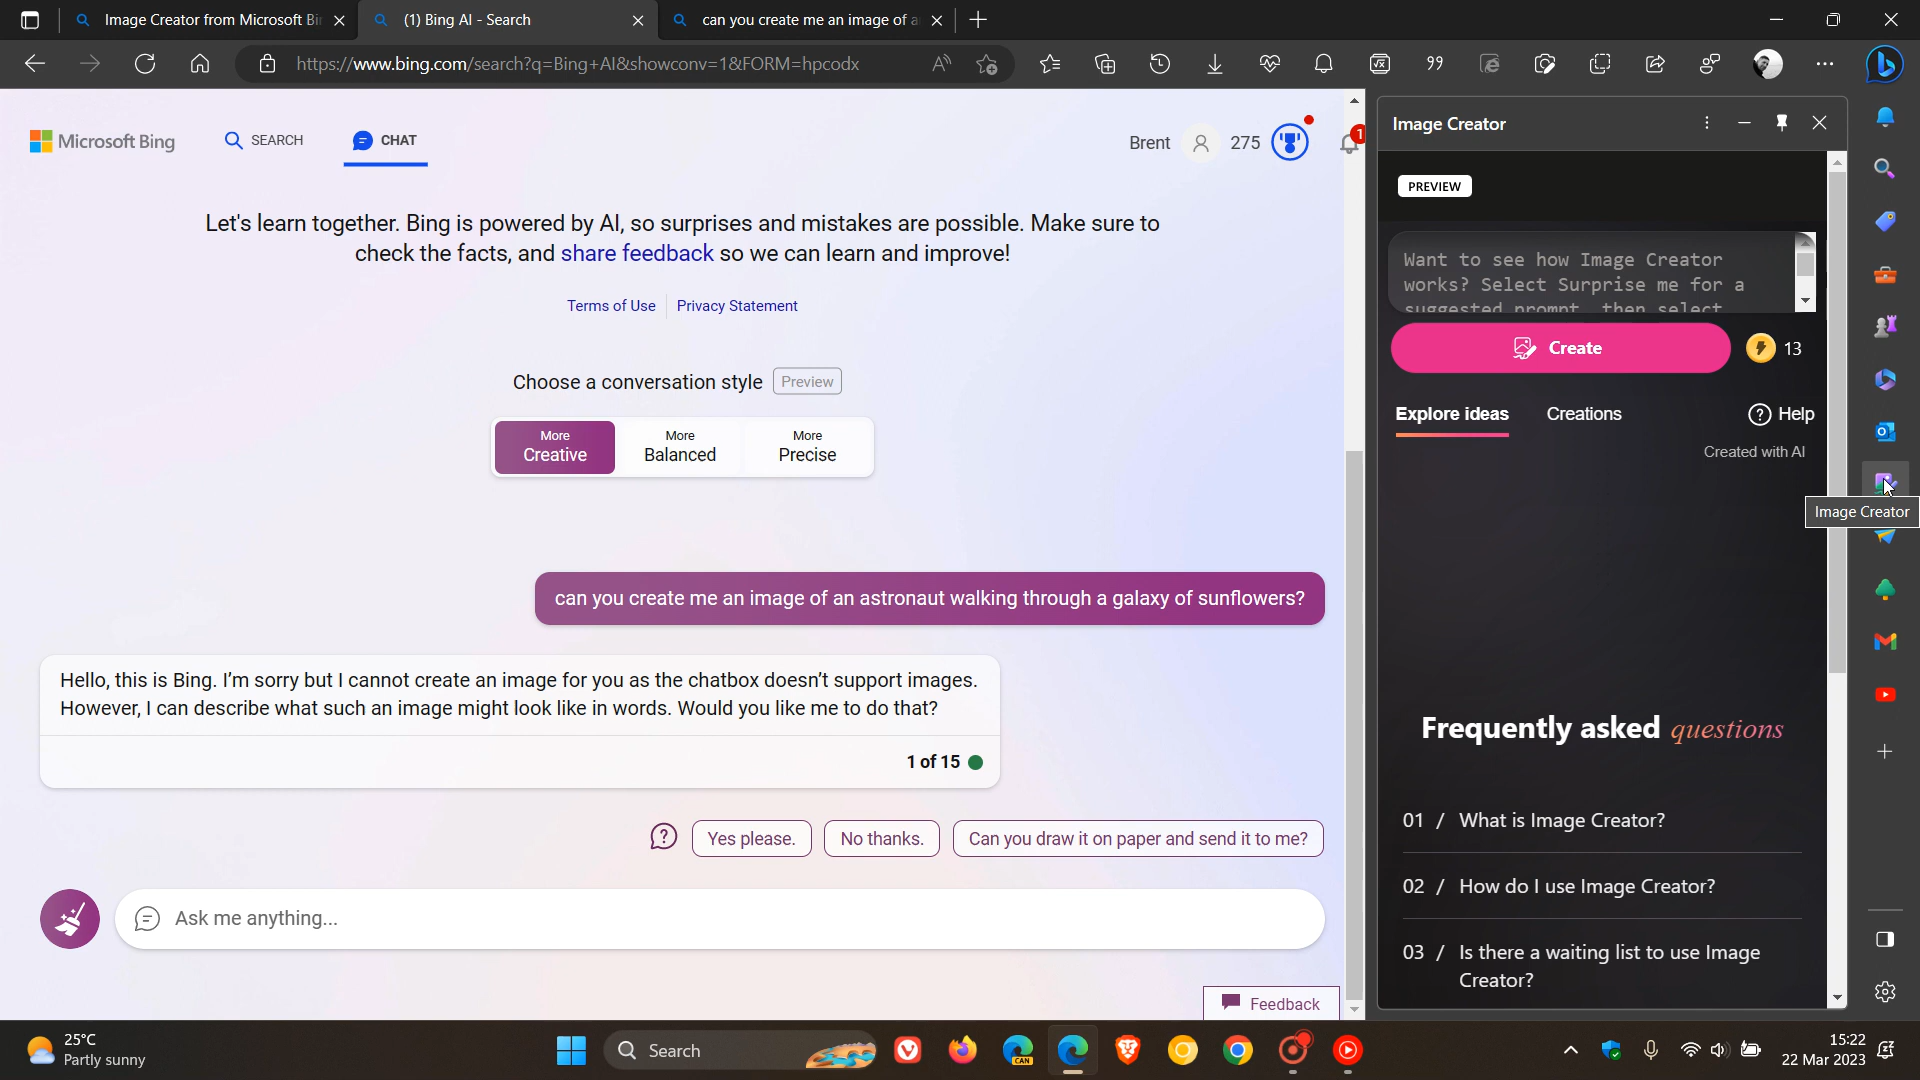 Image Creator from Microsoft Bi
(1) Bing AI - Search
can you create me an image of a
https://www.bing.com/search?q=Bing+AI&showconv=1&FORM=hpcodx
Microsoft Bing
SEARCH
CHAT
Brent
275
1
Let's learn together. Bing is powered by AI, so surprises and mistakes are possible. Make sure to
check the facts, and share feedback so we can learn and improve!
Terms of Use
Privacy Statement
Choose a conversation style
Preview
More
Creative
More
Balanced
More
Precise
can you create me an image of an astronaut walking through a galaxy of sunflowers?
Hello, this is Bing. I'm sorry but I cannot create an image for you as the chatbox doesn't support images.
However, I can describe what such an image might look like in words. Would you like me to do that?
1 of 15
Yes please.
No thanks.
Can you draw it on paper and send it to me?
Ask me anything...
Feedback
Image Creator
PREVIEW
Want to see how Image Creator
works? Select Surprise me for a
suggested prompt, then select
Create
13
Explore ideas
Creations
Help
Created with AI
Image Creator
Frequently asked questions
01 / What is Image Creator?
02 / How do I use Image Creator?
03 / Is there a waiting list to use Image
Creator?
25°C
Partly sunny
Search
CAN
15:22
22 Mar 2023